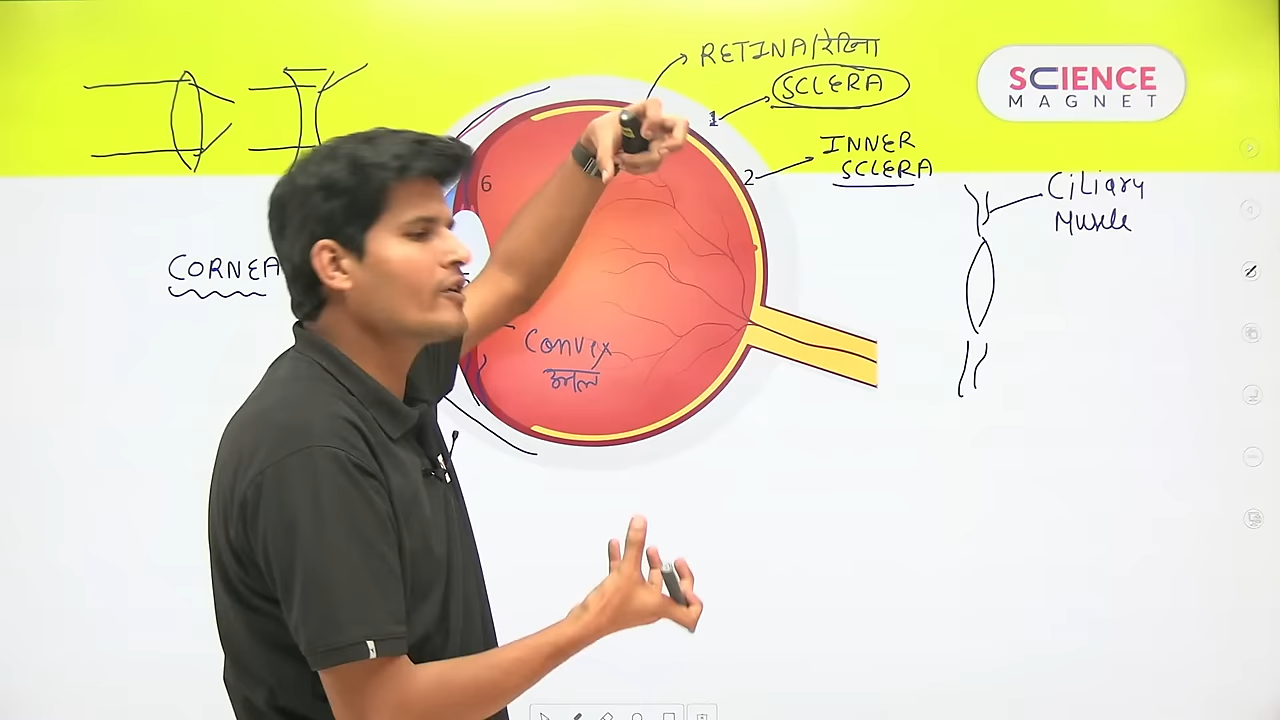 RETINA/रेटिना
SCLERA
SCIENCE
MAGNET
1
INNER
SCLERA
2
6
Ciliary
Muscle
CORNEA
Convex